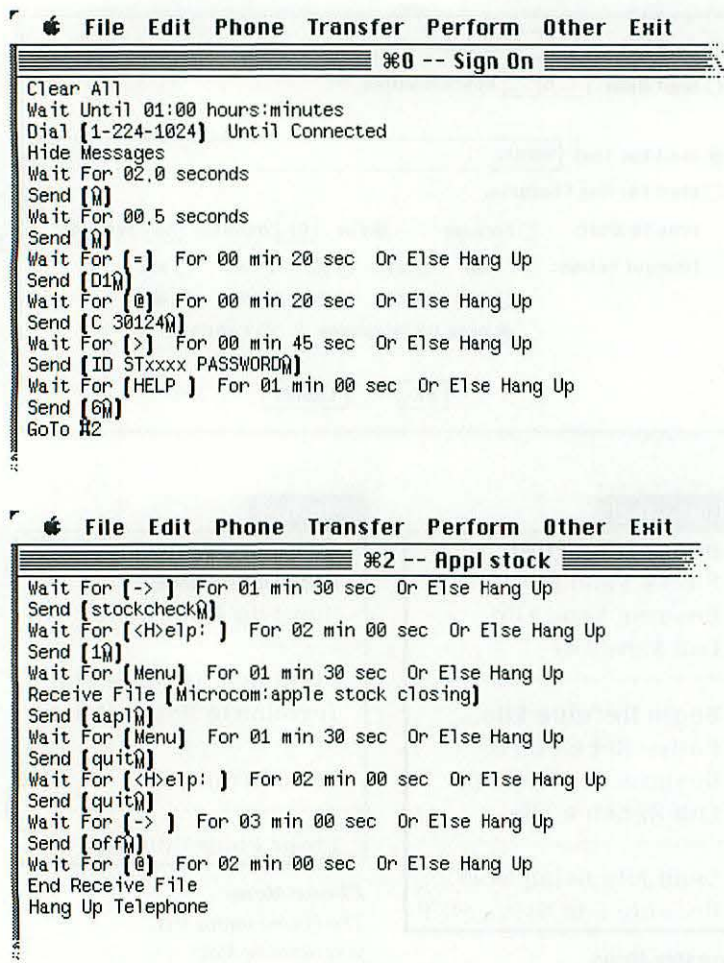 File Edit Phone Transfer Perform Other Exit
⌘0 -- Sign On
Clear All
Wait Until 01:00 hours:minutes
Dial [1-224-1024] Until Connected
Hide Messages
Wait For 02.0 seconds
Send [⍾]
Wait For 00.5 seconds
Send [⍾]
Wait For [=] For 00 min 20 sec Or Else Hang Up
Send [D1⍾]
Wait For [@] For 00 min 20 sec Or Else Hang Up
Send [C 30124⍾]
Wait For [>] For 00 min 45 sec Or Else Hang Up
Send [ID STxxxx PASSWORD⍾]
Wait For [HELP ] For 01 min 00 sec Or Else Hang Up
Send [6⍾]
GoTo ⌘2
File Edit Phone Transfer Perform Other Exit
⌘2 -- Appl stock
Wait For [-> ] For 01 min 30 sec Or Else Hang Up
Send [stockcheck⍾]
Wait For [<H>elp: ] For 02 min 00 sec Or Else Hang Up
Send [1⍾]
Wait For [Menu] For 01 min 30 sec Or Else Hang Up
Receive File [Microcom:apple stock closing]
Send [aapl⍾]
Wait For [Menu] For 01 min 30 sec Or Else Hang Up
Send [quit⍾]
Wait For [<H>elp: ] For 02 min 00 sec Or Else Hang Up
Send [quit⍾]
Wait For [-> ] For 03 min 00 sec Or Else Hang Up
Send [off⍾]
Wait For [@] For 02 min 00 sec Or Else Hang Up
End Receive File
Hang Up Telephone